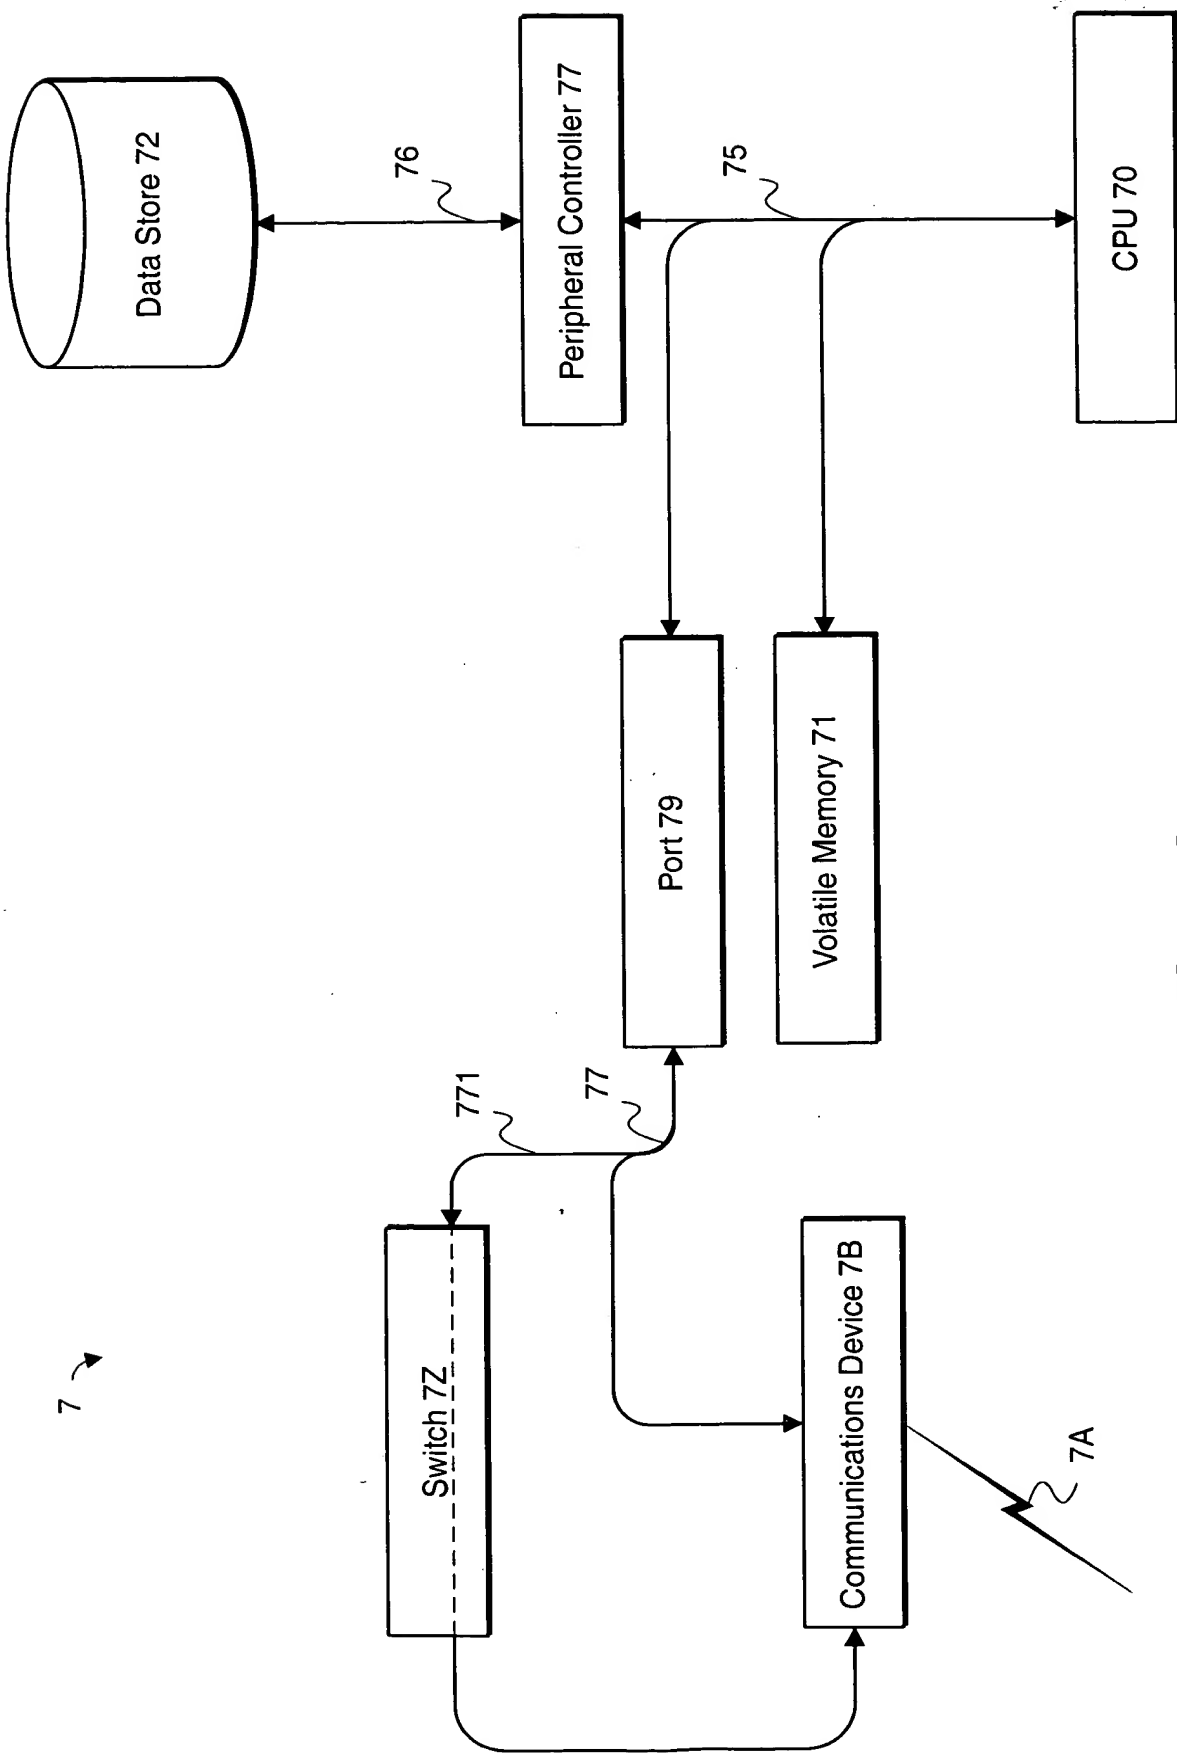 7
Switch 7Z
Communications Device 7B
7A
771
77
Port 79
Volatile Memory 71
Data Store 72
76
Peripheral Controller 77
75
CPU 70